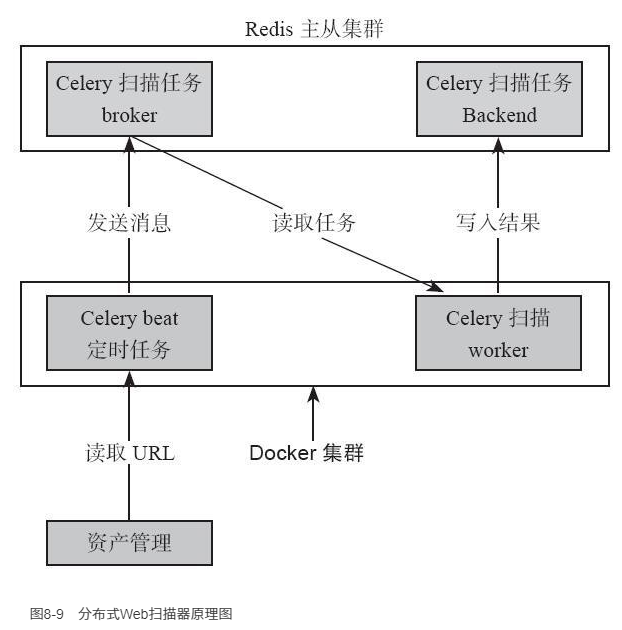 Redis 主从集群
Celery 扫描任务
broker
Celery 扫描任务
Backend
发送消息
读取任务
写入结果
Celery beat
定时任务
Celery 扫描
worker
读取 URL
Docker 集群
资产管理
图8-9 分布式Web扫描器原理图